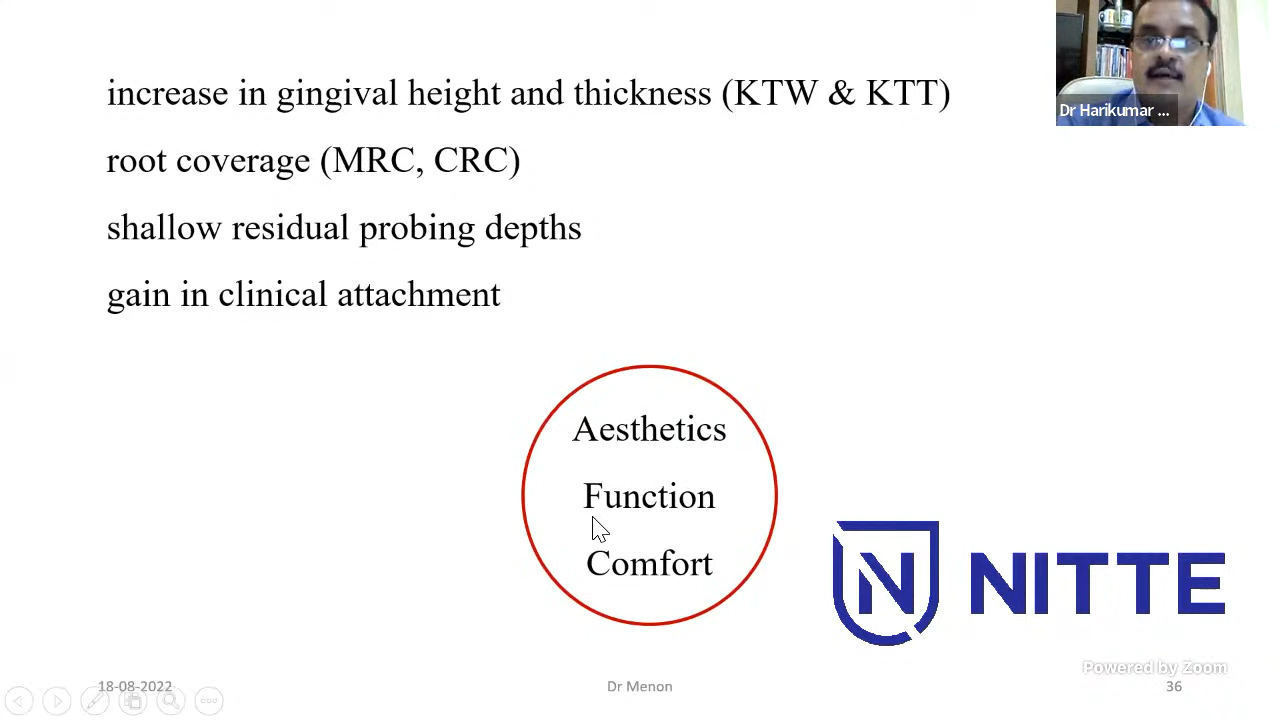 increase in gingival height and thickness (KTW & KTT)
Dr Harikumar ...
root coverage (MRC, CRC)
shallow residual probing depths
gain in clinical attachment
Aesthetics
Function
Comfort
N NITTE
Powered by Zoom
18-08-2022
Dr Menon
36